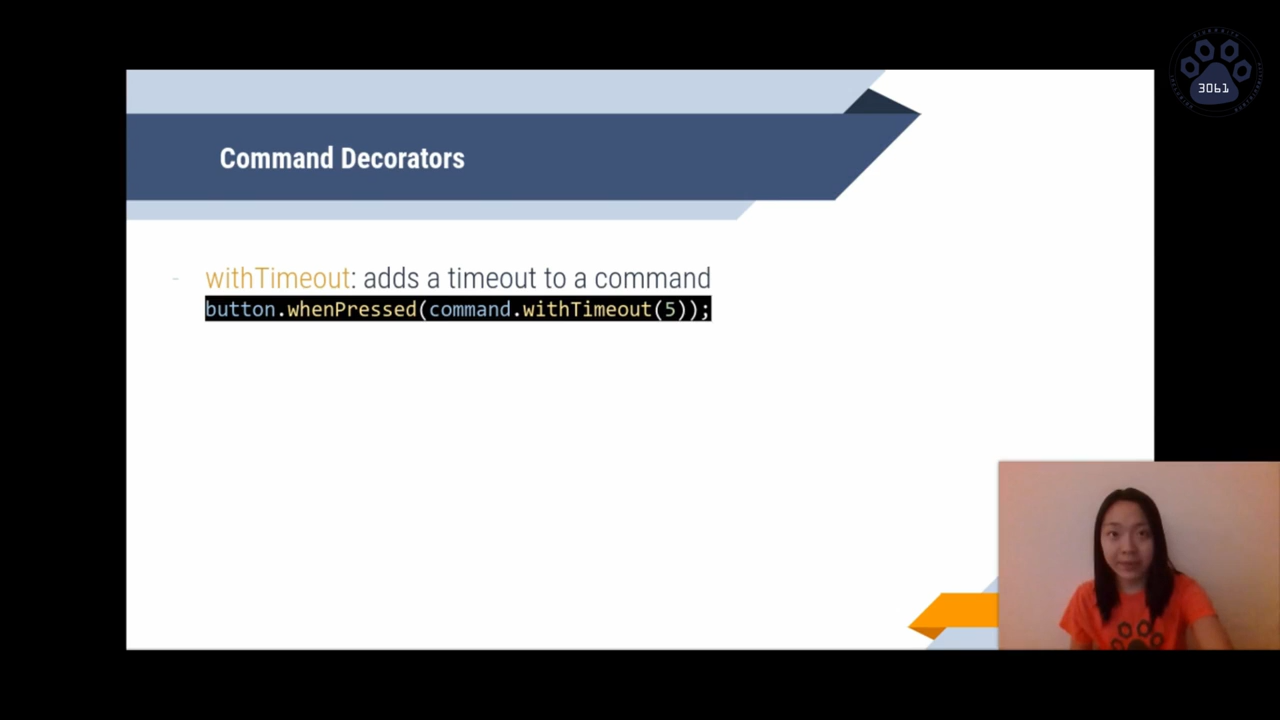 Command Decorators
- withTimeout: adds a timeout to a command
button.whenPressed(command.withTimeout(5));
3061